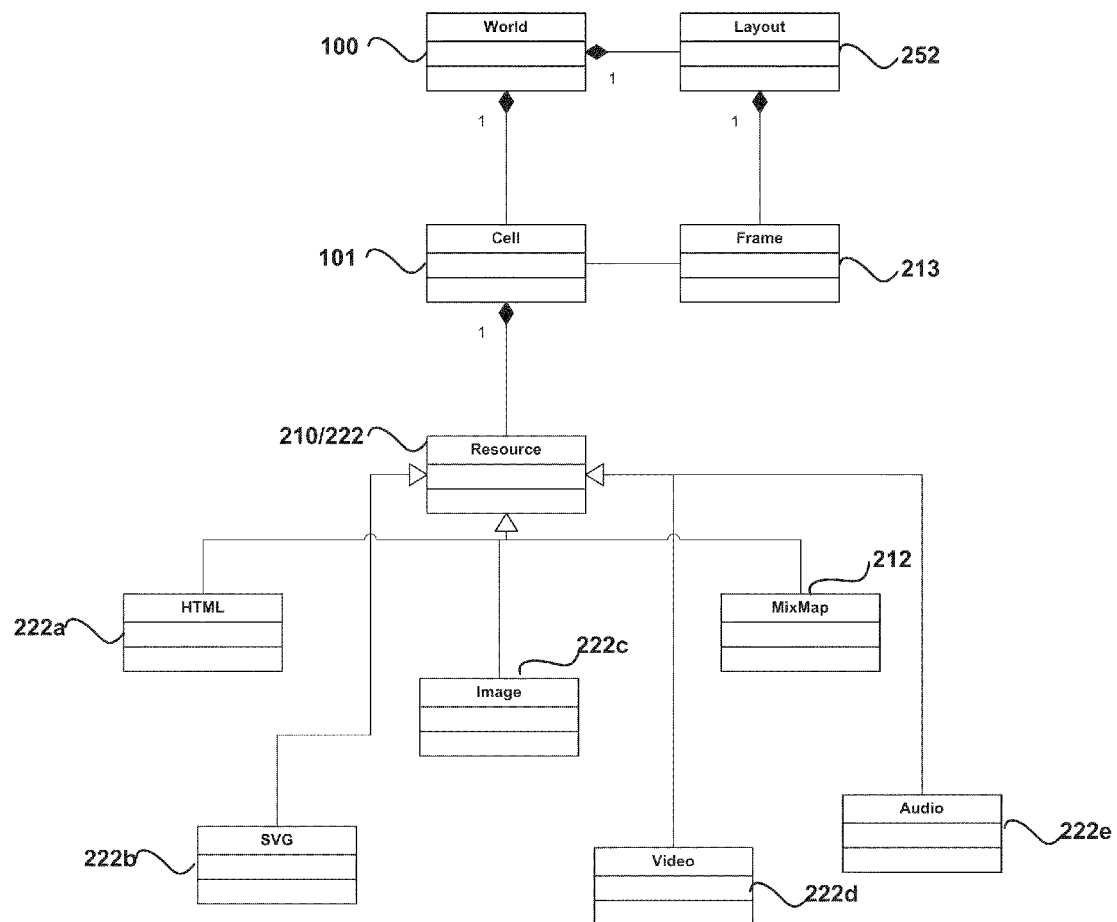 World
Layout
100
252
1
1
1
Cell
Frame
101
213
1
210/222
Resource
212
HTML
MixMap
222a
222c
Image
Audio
SVG
222e
222b
Video
222d